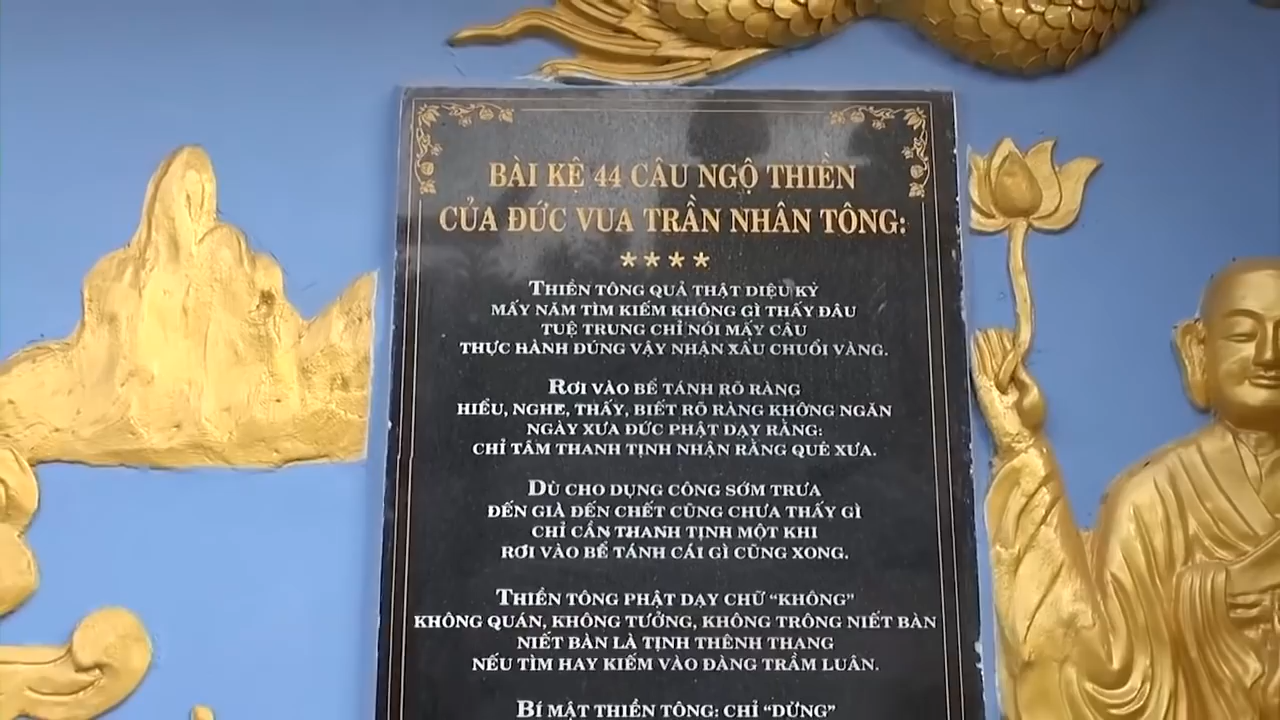 BÀI KỆ 44 CÂU NGỘ THIỀN
CỦA ĐỨC VUA TRẦN NHÂN TÔNG:
****
THIỀN TÔNG QUẢ THẬT DIỆU KỲ
MẤY NĂM TÌM KIẾM KHÔNG GÌ THẤY ĐÂU
TUỆ TRUNG CHỈ NÓI MẤY CÂU
THỰC HÀNH ĐÚNG VẬY NHẬN XÂU CHUỖI VÀNG.
RƠI VÀO BỂ TÁNH RÕ RÀNG
HIỂU, NGHE, THẤY, BIẾT RÕ RÀNG KHÔNG NGĂN
NGÀY XƯA ĐỨC PHẬT DẠY RẰNG:
CHỈ TÂM THANH TỊNH NHẬN RẰNG QUÊ XƯA.
DÙ CHO DỤNG CÔNG SỚM TRƯA
ĐẾN GIÀ ĐẾN CHẾT CŨNG CHƯA THẤY GÌ
CHỈ CẦN THANH TỊNH MỘT KHI
RƠI VÀO BỂ TÁNH CÁI GÌ CŨNG XONG.
THIỀN TÔNG PHẬT DẠY CHỮ “KHÔNG”
KHÔNG QUÁN, KHÔNG TƯỞNG, KHÔNG TRÔNG NIẾT BÀN
NIẾT BÀN LÀ TỊNH THÊNH THANG
NẾU TÌM HAY KIẾM VÀO ĐÀNG TRẦM LUÂN.
BÍ MẬT THIỀN TÔNG: CHỈ “DỪNG”